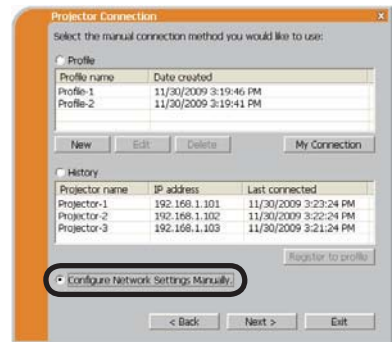 Projector Connection
x
Select the manual connection method you would like to use:
Profile
Profile name Date created
Profile-1 11/30/2009 3:19:46 PM
Profile-2 11/30/2009 3:19:41 PM
New Edit Delete My Connection
History
Projector name IP address Last connected
Projector-1 192.168.1.101 11/30/2009 3:23:24 PM
Projector-2 192.168.1.102 11/30/2009 3:22:24 PM
Projector-3 192.168.1.103 11/30/2009 3:21:24 PM
Register to profile
Configure Network Settings Manually.
< Back Next > Exit